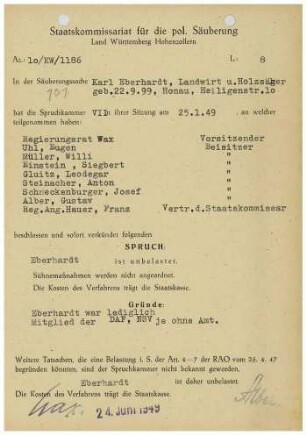 Staatskommissariat für die pol. Säuberung
Land Württemberg Hohenzollern
Az.: 1o/KW/1186 L.: 8
In der Säuberungssache Karl Eberhardt, Landwirt u.Holzsäger
geb.22.9.99, Honau, Heiligenstr.1o
hat die Spruchkammer VI in ihrer Sitzung am 25.1.49 , an welcher
teilgenommen haben:
Regierungsrat Wax Vorsitzender
Uhl, Eugen Beisitzer
Müller, Willi "
Einstein , Siegbert "
Gluitz, Leodegar "
Steinacher, Anton "
Schneckenburger, Josef "
Alber, Gustav "
Reg.Ang.Hauer, Franz Vertr.d.Staatskommissar
beschlossen und sofort verkündet folgenden
SPRUCH:
Eberhardt ist unbelastet.
Sühnemaßnahmen werden nicht angeordnet.
Die Kosten des Verfahrens trägt die Staatskasse.
Gründe:
Eberhardt war lediglich
Mitglied der DAF, NSV je ohne Amt.
Weitere Tatsachen, die eine Belastung i. S. der Art. 4—7 der RAO vom 25. 4. 47
begründen könnten, sind der Spruchkammer nicht bekannt geworden.
Eberhardt ist daher unbelastet
Die Kosten des Verfahrens trägt die Staatskasse.
Wax. 24. Juni 1949